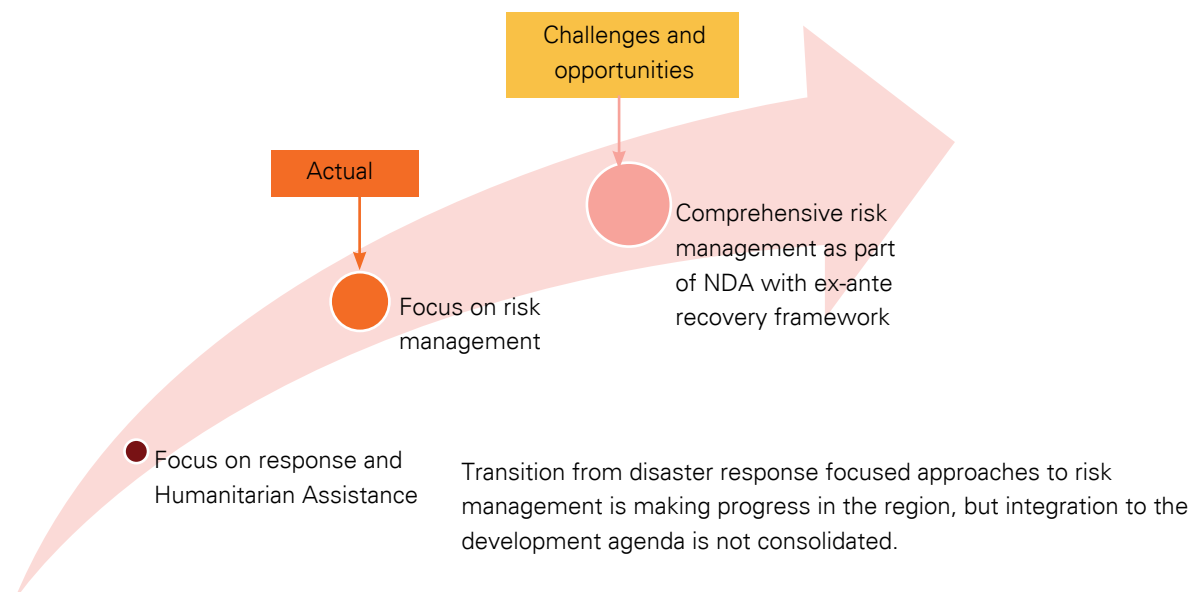 Challenges and
opportunities
Actual
Comprehensive risk
management as part
of NDA with ex-ante
recovery framework
Focus on risk
management
Focus on response and
Humanitarian Assistance
Transition from disaster response focused approaches to risk
management is making progress in the region, but integration to the
development agenda is not consolidated.